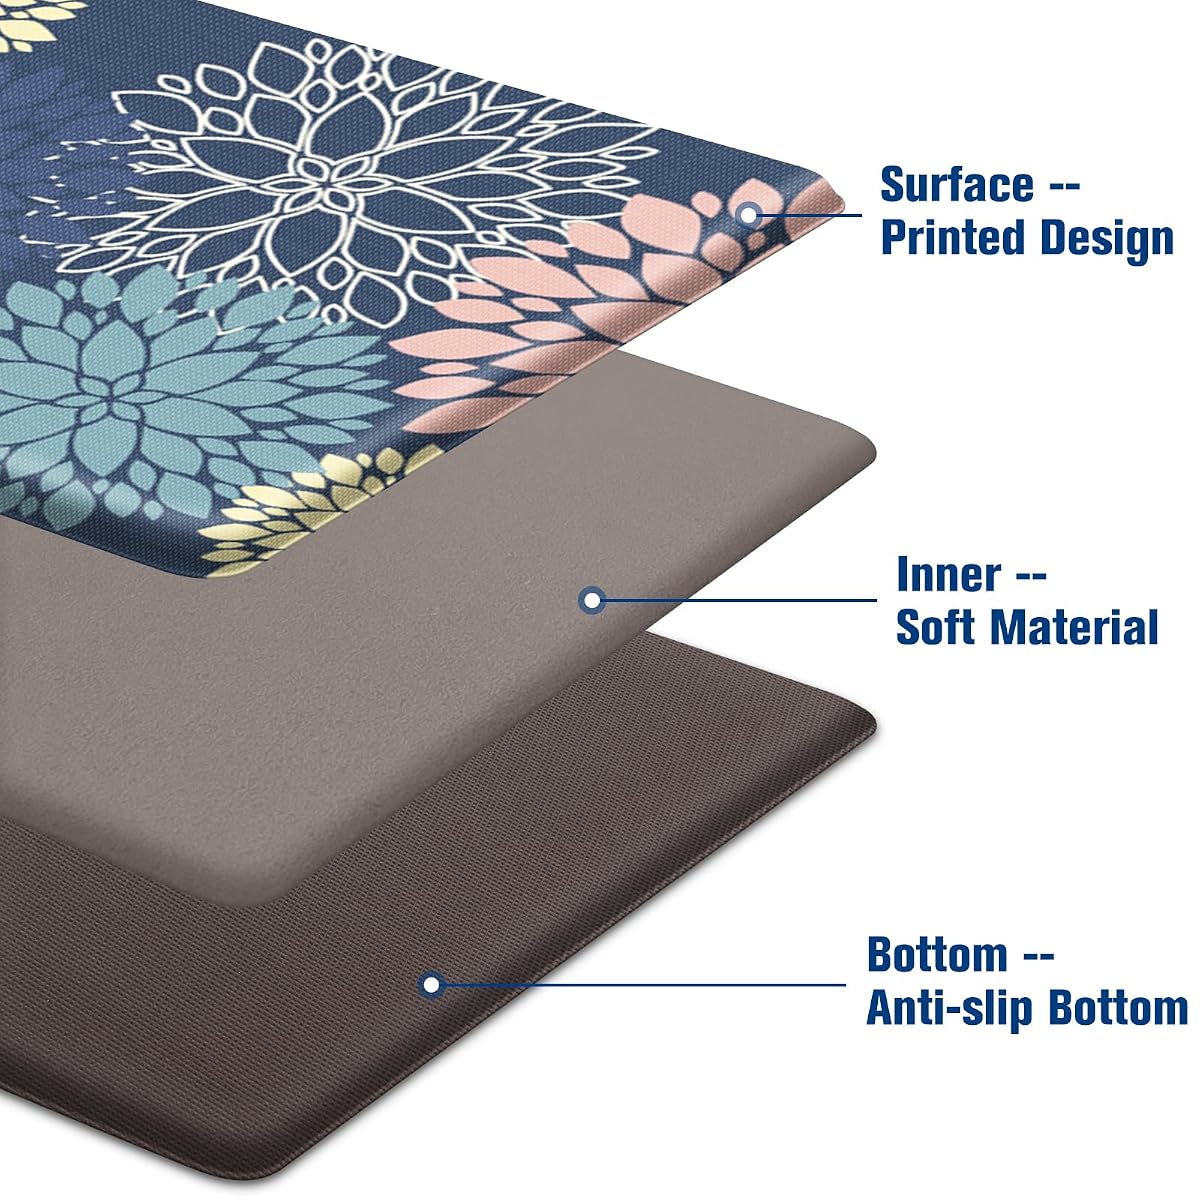 Surface --
Printed Design
Inner --
Soft Material
Bottom --
Anti-slip Bottom